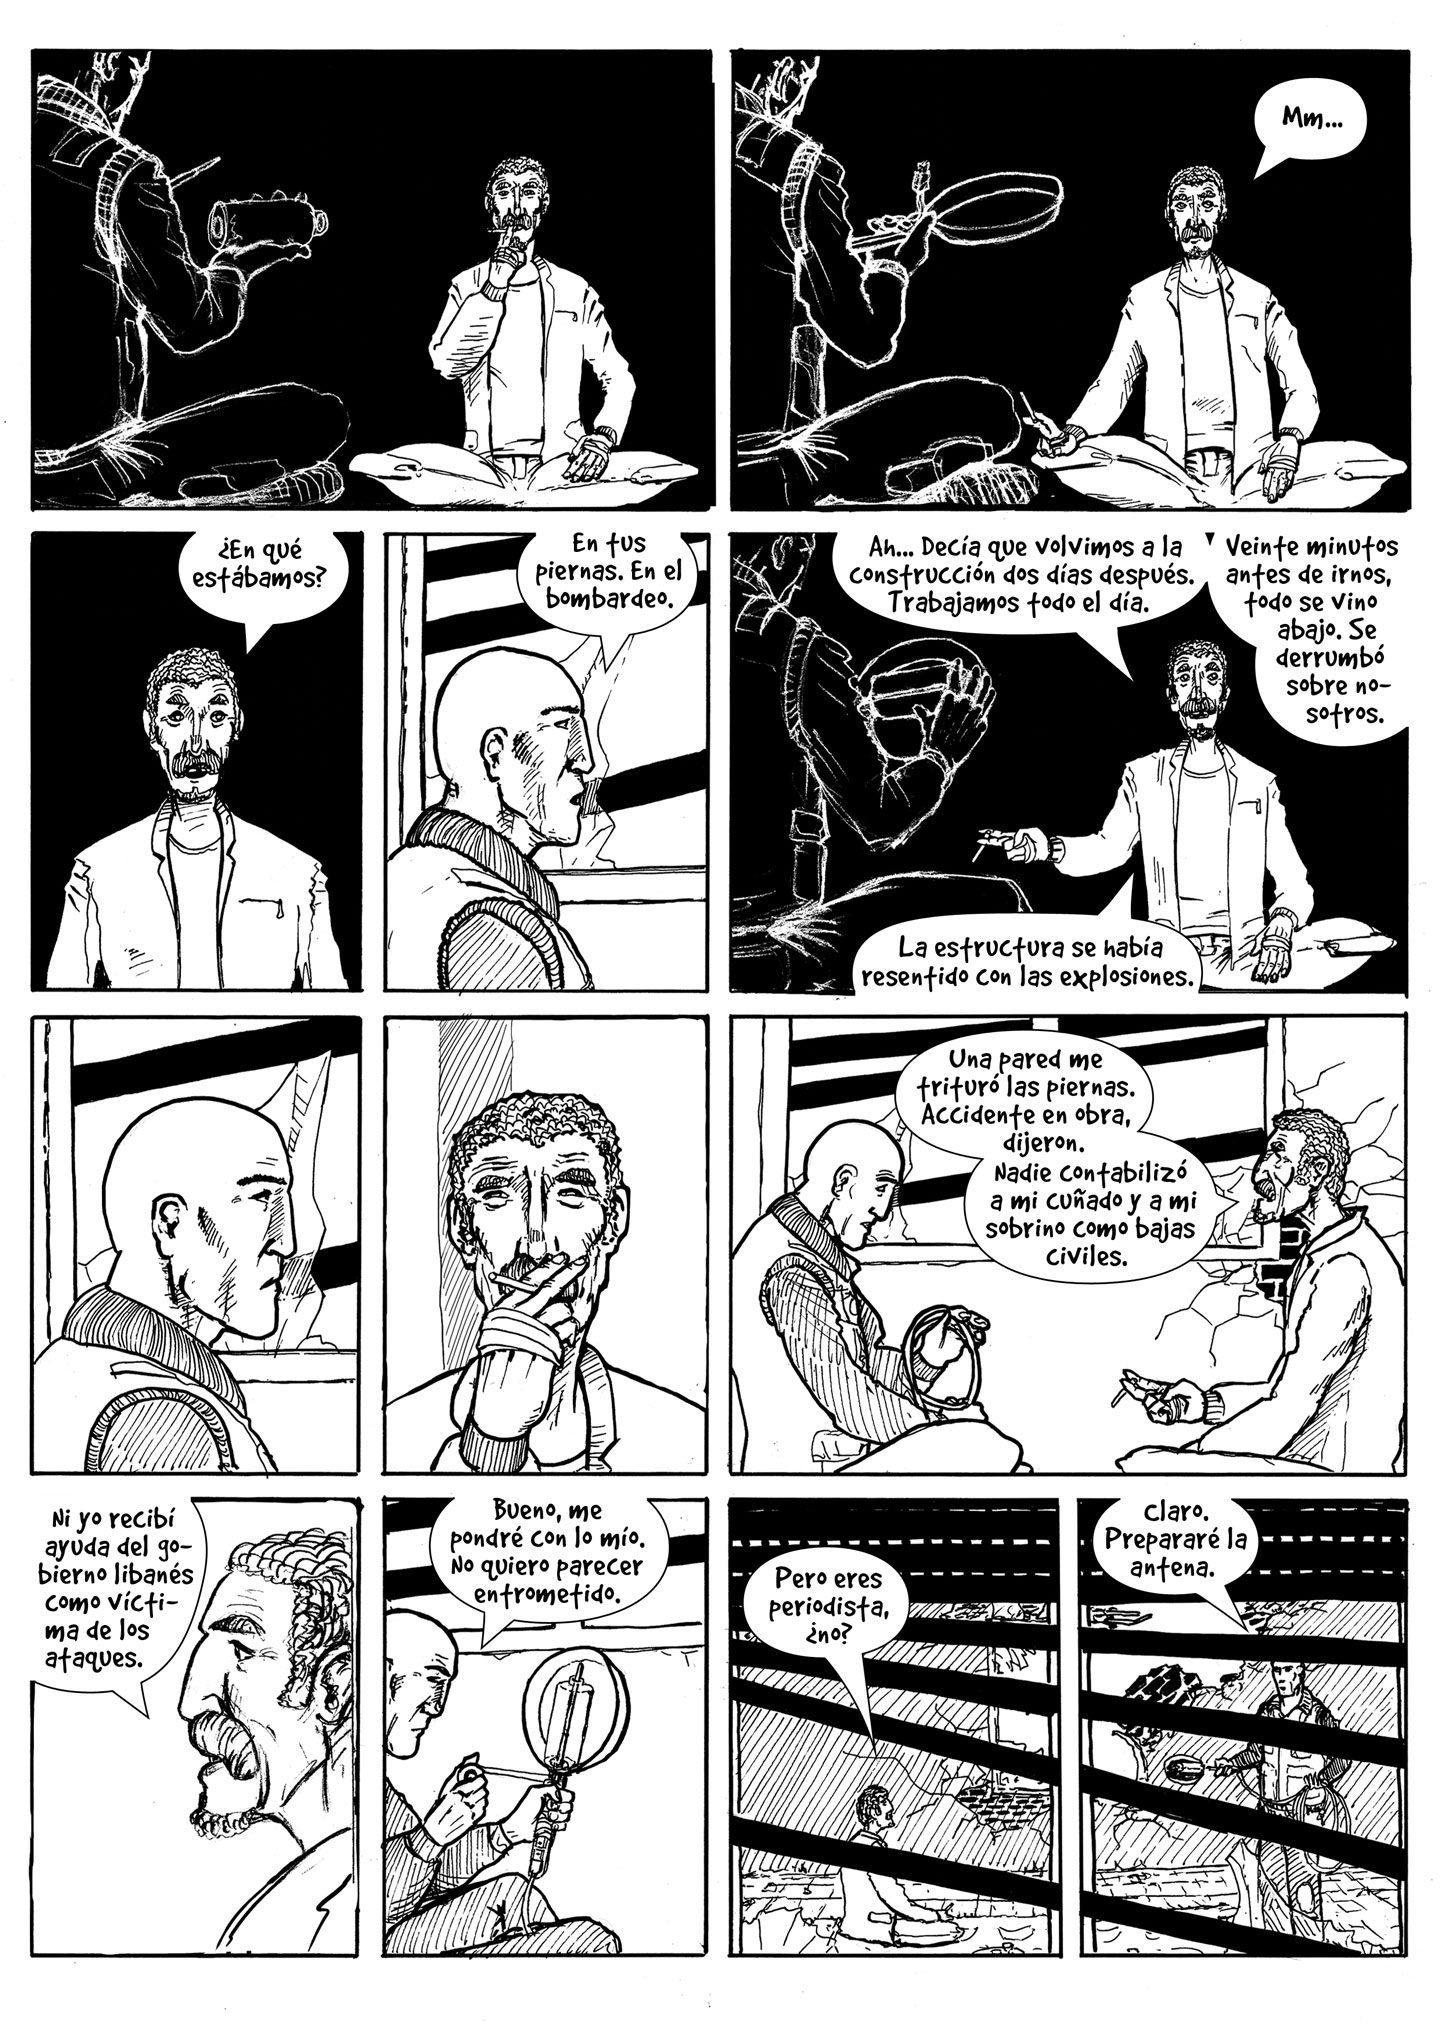 Mm...
¿En qué
estábamos?
En tus
piernas. En el
bombardeo.
Ah... Decía que volvimos a la
construcción dos días después.
Trabajamos todo el día.
Veinte minutos
antes de irnos,
todo se vino
abajo. Se
derrumbó
sobre no-
sotros.
La estructura se había
resentido con las explosiones.
Una pared me
trituró las piernas.
Accidente en obra,
dijeron.
Nadie contabilizó
a mi cuñado y a mi
sobrino como bajas
civiles.
Ni yo recibí
ayuda del go-
bierno libanés
como vícti-
ma de los
ataques.
Bueno, me
pondré con lo mío.
No quiero parecer
entrometido.
Pero eres
periodista,
¿no?
Claro.
Prepararé la
antena.